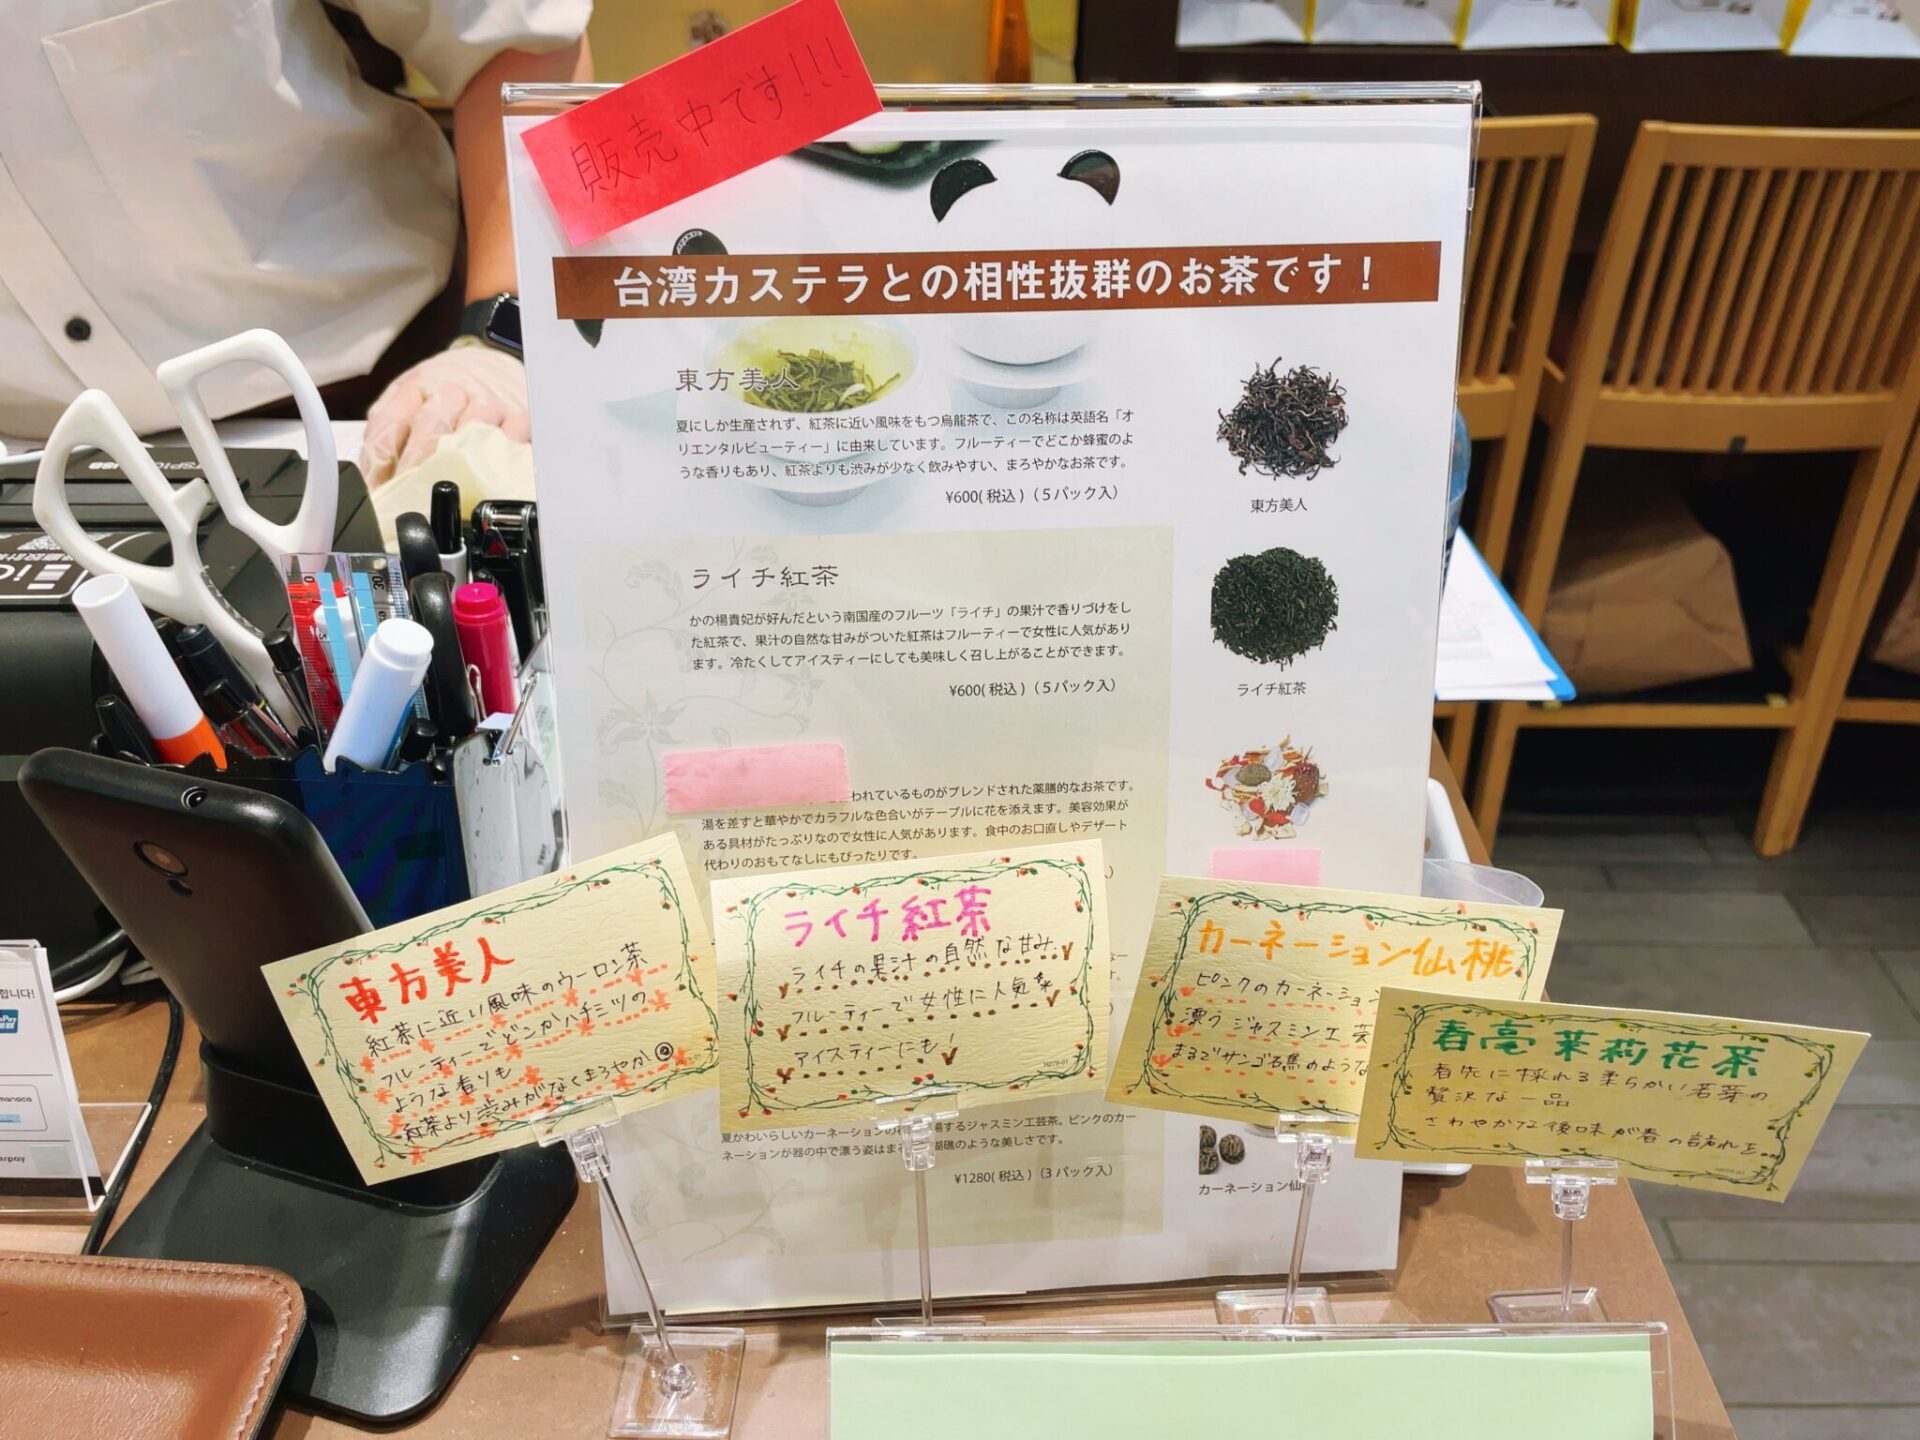 販売中です!!!
台湾カステラとの相性抜群のお茶です！
東方美人
夏にしか生産されず、紅茶に近い風味をもつ烏龍茶で、この名称は英語名「オ
リエンタルビューティー」に由来しています。フルーティーでどこか蜂蜜のよ
うな香りもあり、紅茶よりも渋みが少なく飲みやすい、まろやかなお茶です。
¥600(税込)（5パック入）
東方美人
ライチ紅茶
かの楊貴妃が好んだという南国産のフルーツ「ライチ」の果汁で香りづけをし
た紅茶で、果汁の自然な甘みがついた紅茶はフルーティーで女性に人気があり
ます。冷たくしてアイスティーにしても美味しく召し上がることができます。
¥600(税込)（5パック入）
ライチ紅茶
われているものがブレンドされた薬膳的なお茶です。
湯を差すと華やかでカラフルな色合いがテーブルに花を添えます。美容効果が
ある具材がたっぷりなので女性に人気があります。食中のお口直しやデザート
代わりのおもてなしにもぴったりです。
東方美人
紅茶に近い風味のウーロン茶
フルーティーでどこかハチミツの
ような香りも
紅茶より渋みがなくまろやか◎
ライチ紅茶
ライチの果汁の自然な甘み
フルーティーで女性に人気
アイスティーにも!
カーネーション仙桃
ピンクのカーネーション
漂うジャスミン工芸
まるでサンゴ礁のような
春毫茉莉花茶
春先に採れる柔らかい若芽の
贅沢な一品
さわやかな後味が春の訪れを...
夏かわいらしいカーネーションの
場するジャスミン工芸茶。ピンクのカー
ネーションが器の中で漂う姿はまる
瑚礁のような美しさです。
¥1280(税込)（3パック入）
カーネーション仙